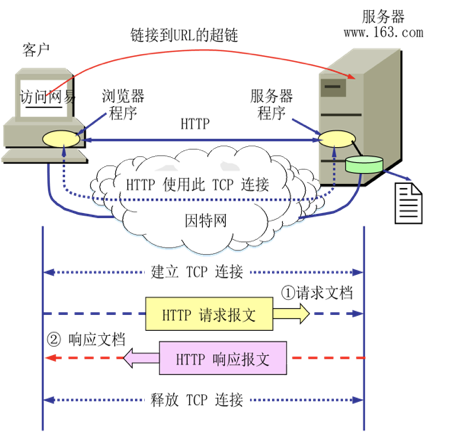 服务器
www.163.com
链接到URL的超链
客户
访问网易
浏览器
程序
服务器
程序
HTTP
HTTP 使用此 TCP 连接
因特网
建立 TCP 连接
①请求文档
HTTP 请求报文
② 响应文档
HTTP 响应报文
释放 TCP 连接